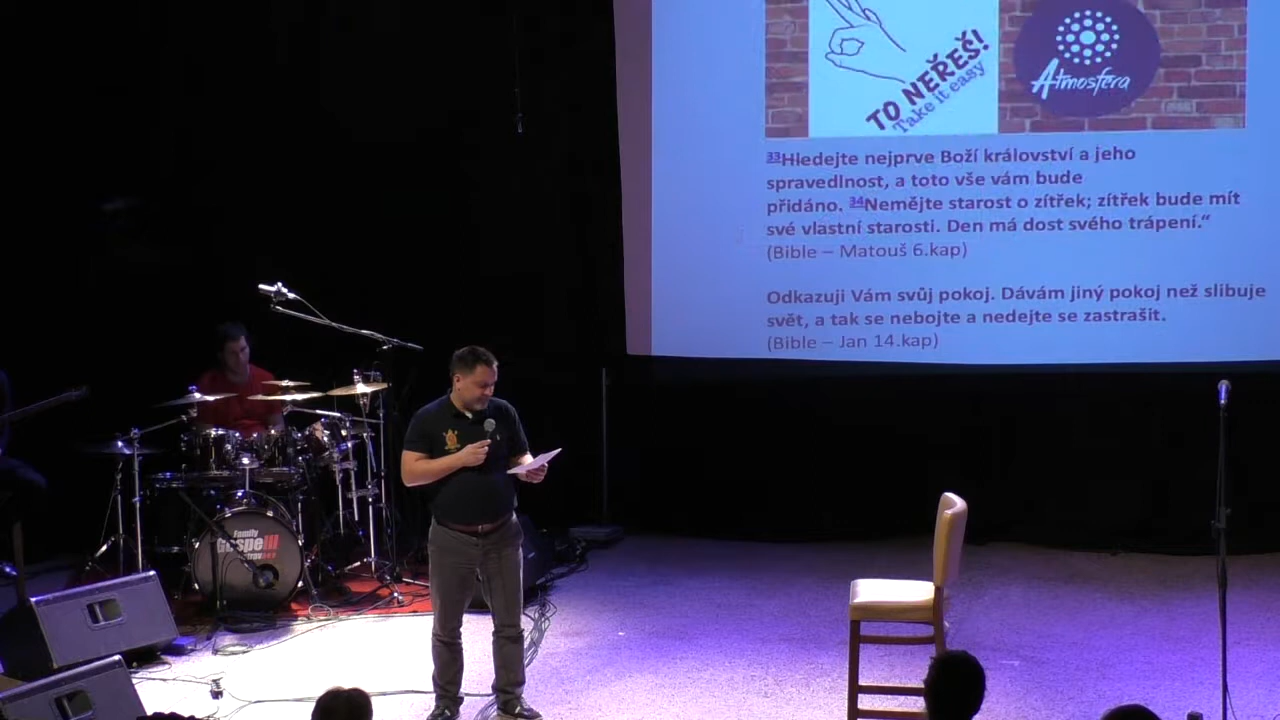 TO NEŘEŠ!
Take it easy
Atmosféra
33Hledejte nejprve Boží království a jeho
spravedlnost, a toto vše vám bude
přidáno. 34Nemějte starost o zítřek; zítřek bude mít
své vlastní starosti. Den má dost svého trápení.“
(Bible – Matouš 6.kap)
Odkazuji Vám svůj pokoj. Dávám jiný pokoj než slibuje
svět, a tak se nebojte a nedejte se zastrašit.
(Bible – Jan 14.kap)
Family
Gospel